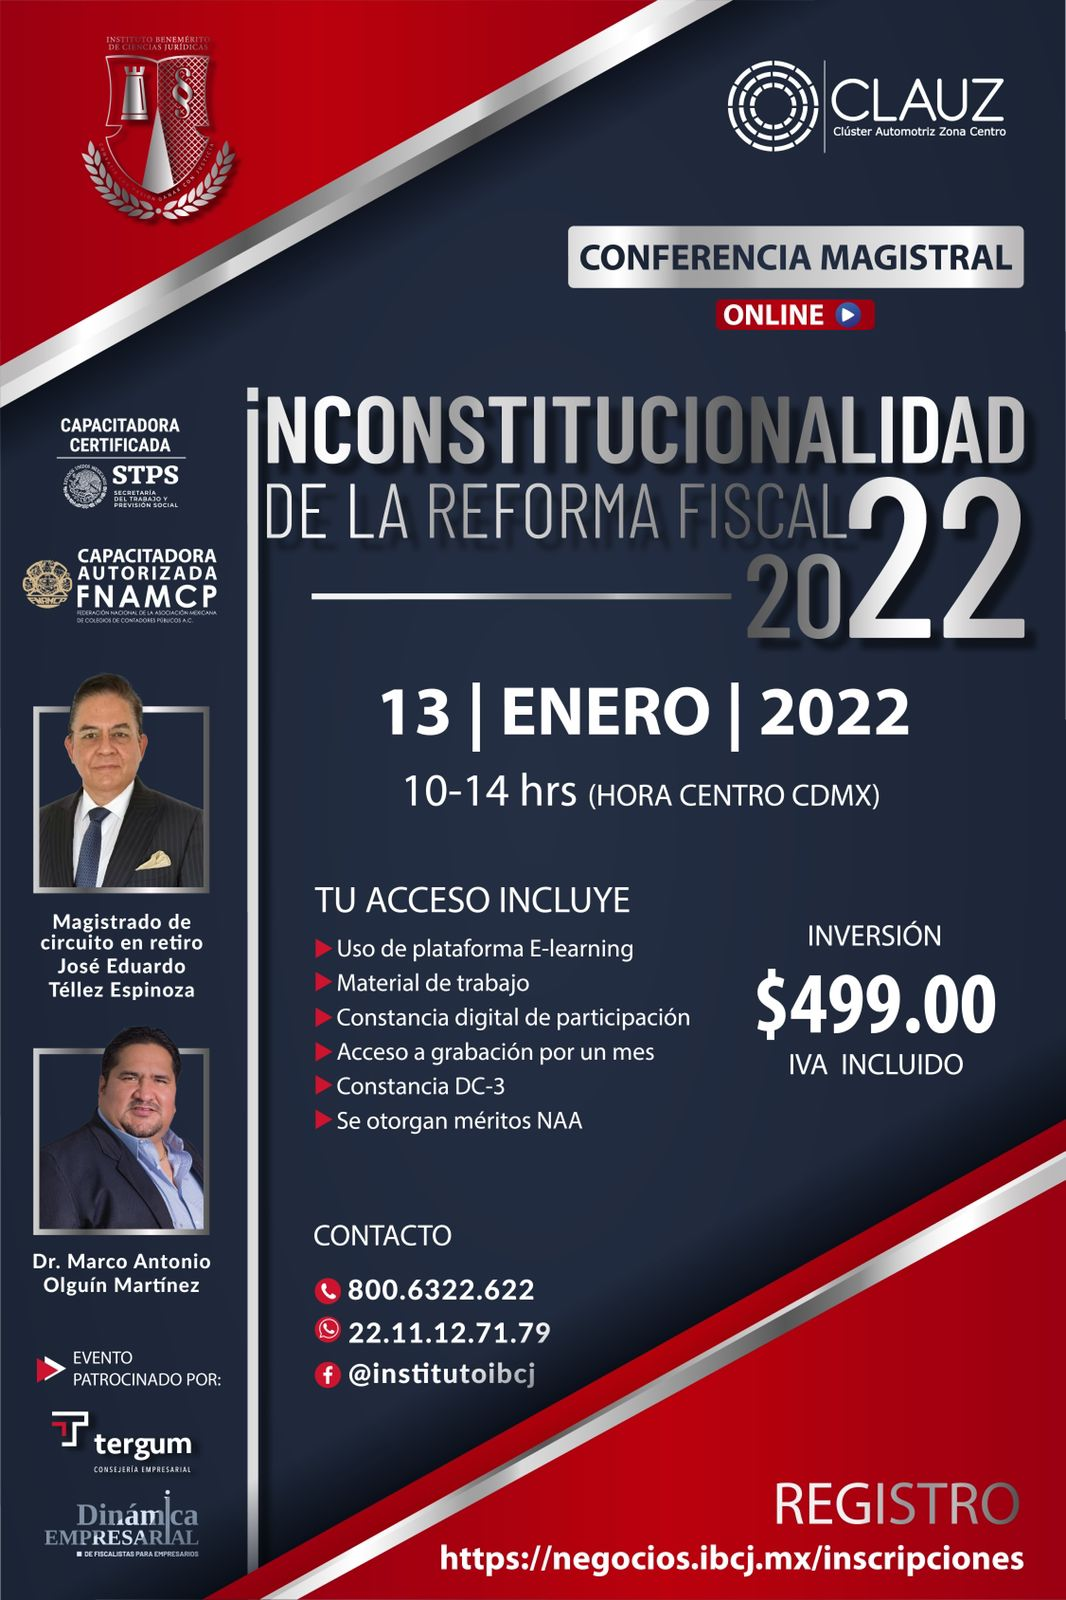 INSTITUTO BENEMÉRITO
DE CIENCIAS JURÍDICAS
CLAUZ
Clúster Automotriz Zona Centro
CONFERENCIA MAGISTRAL
ONLINE
iNCONSTITUCIONALIDAD
DE LA REFORMA FISCAL
2022
13 | ENERO | 2022
10-14 hrs (HORA CENTRO CDMX)
CAPACITADORA
CERTIFICADA
STPS
SECRETARÍA
DEL TRABAJO Y
PREVISIÓN SOCIAL
CAPACITADORA
AUTORIZADA
FNAMCP
FEDERACIÓN NACIONAL DE LA ASOCIACIÓN MEXICANA
DE COLEGIOS DE CONTADORES PÚBLICOS A.C.
Magistrado de
circuito en retiro
José Eduardo
Téllez Espinoza
Dr. Marco Antonio
Olguín Martínez
EVENTO
PATROCINADO POR:
tergum
CONSEJERÍA EMPRESARIAL
Dinámica
EMPRESARIAL
DE FISCALISTAS PARA EMPRESARIOS
TU ACCESO INCLUYE
Uso de plataforma E-learning
Material de trabajo
Constancia digital de participación
Acceso a grabación por un mes
Constancia DC-3
Se otorgan méritos NAA
INVERSIÓN
$499.00
IVA INCLUIDO
CONTACTO
800.6322.622
22.11.12.71.79
@institutoibcj
REGISTRO
https://negocios.ibcj.mx/inscripciones